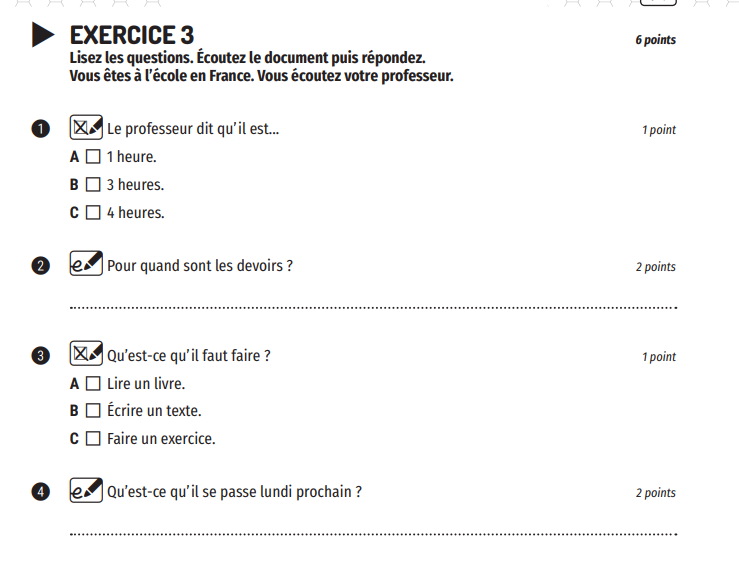 EXERCICE 3
6 points
Lisez les questions. Écoutez le document puis répondez.
Vous êtes à l'école en France. Vous écoutez votre professeur.
1 Le professeur dit qu'il est... 1 point
A 1 heure.
B 3 heures.
C 4 heures.
2 Pour quand sont les devoirs ? 2 points
3 Qu'est-ce qu'il faut faire ? 1 point
A Lire un livre.
B Écrire un texte.
C Faire un exercice.
4 Qu'est-ce qu'il se passe lundi prochain ? 2 points